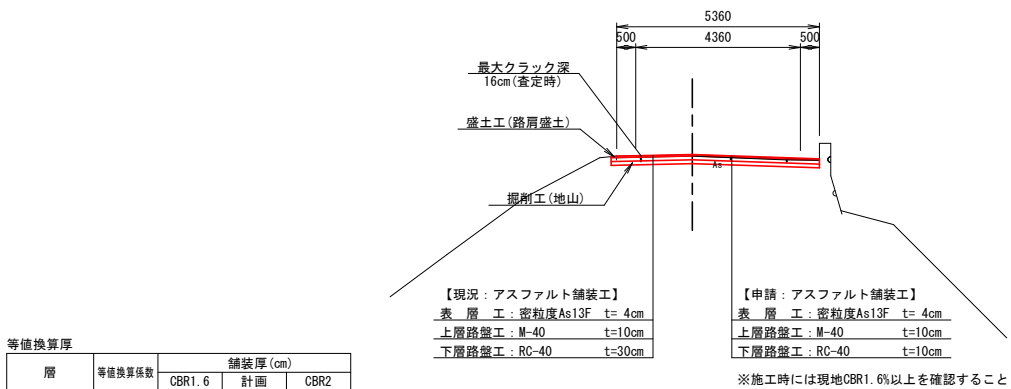 5360
500 4360 500
最大クラック深
16cm(査定時)
盛土工(路肩盛土)
As
掘削工(地山)
【現況：アスファルト舗装工】
表　層　工：密粒度As13F　t= 4cm
上層路盤工：M-40　t=10cm
下層路盤工：RC-40　t=30cm
【申請：アスファルト舗装工】
表　層　工：密粒度As13F　t= 4cm
上層路盤工：M-40　t=10cm
下層路盤工：RC-40　t=10cm
※施工時には現地CBR1.6%以上を確認すること
等値換算厚
層 等値換算係数 舗装厚(cm)
CBR1.6 計画 CBR2